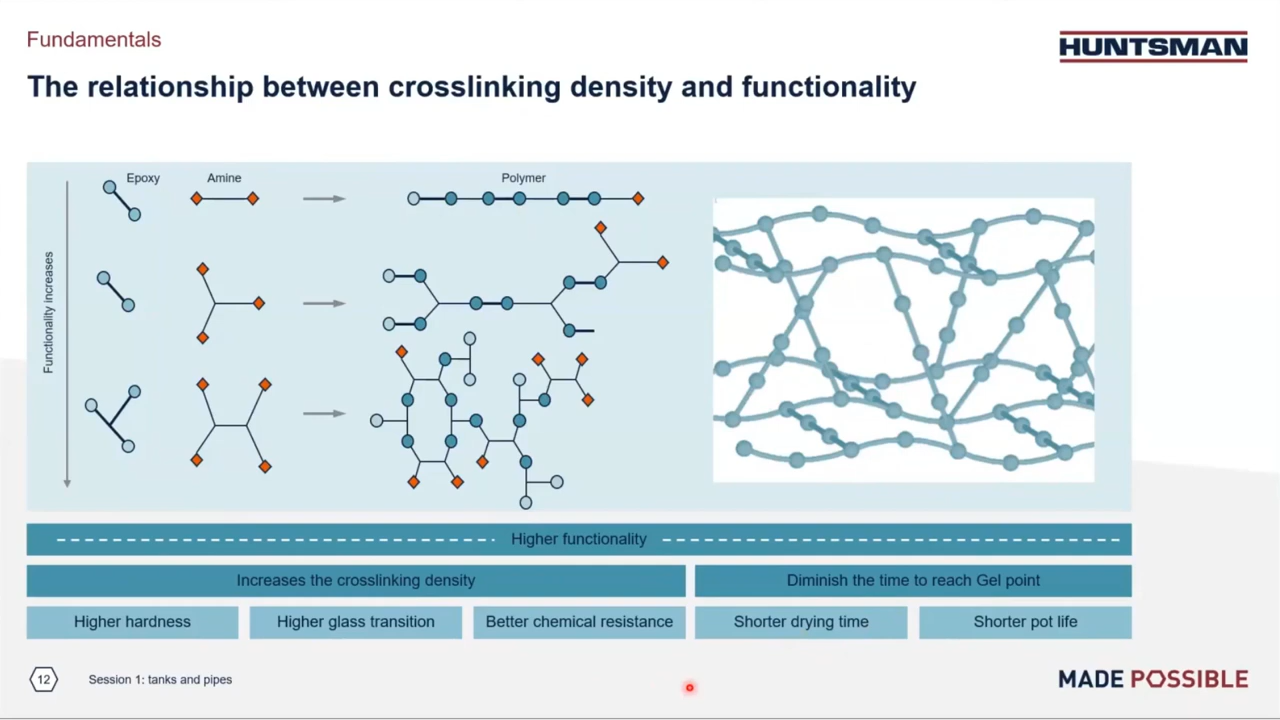 Fundamentals
HUNTSMAN
The relationship between crosslinking density and functionality
Epoxy
Amine
Polymer
Functionality increases
Higher functionality
Increases the crosslinking density
Diminish the time to reach Gel point
Higher hardness
Higher glass transition
Better chemical resistance
Shorter drying time
Shorter pot life
12
Session 1: tanks and pipes
MADE POSSIBLE